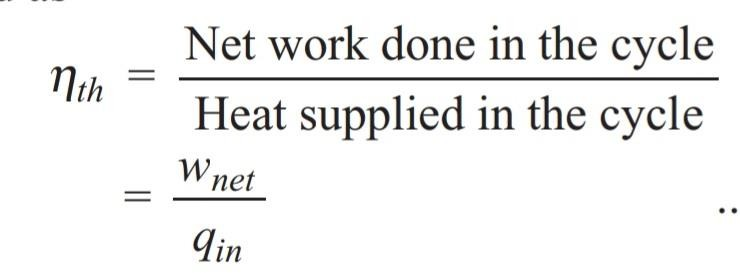 η_th = Net work done in the cycle / Heat supplied in the cycle
= w_net / q_in ..